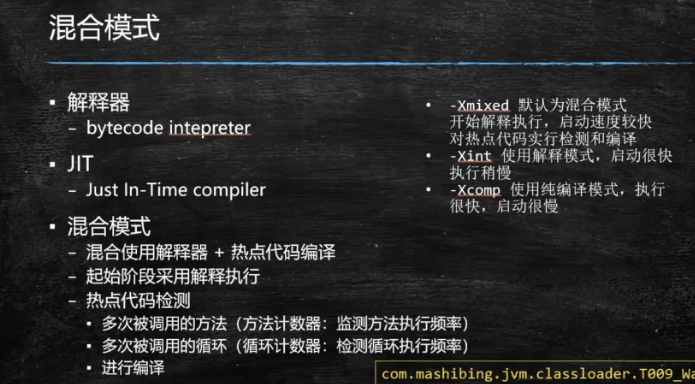 混合模式
▪ 解释器
– bytecode intepreter
▪ JIT
– Just In-Time compiler
▪ 混合模式
– 混合使用解释器 + 热点代码编译
– 起始阶段采用解释执行
– 热点代码检测
▪ 多次被调用的方法（方法计数器：监测方法执行频率）
▪ 多次被调用的循环（循环计数器：检测循环执行频率）
▪ 进行编译
• -Xmixed 默认为混合模式
开始解释执行，启动速度较快
对热点代码实行检测和编译
• -Xint 使用解释模式，启动很快
执行稍慢
• -Xcomp 使用纯编译模式，执行
很快，启动很慢
com.mashibing.jvm.classloader.T009_Wa